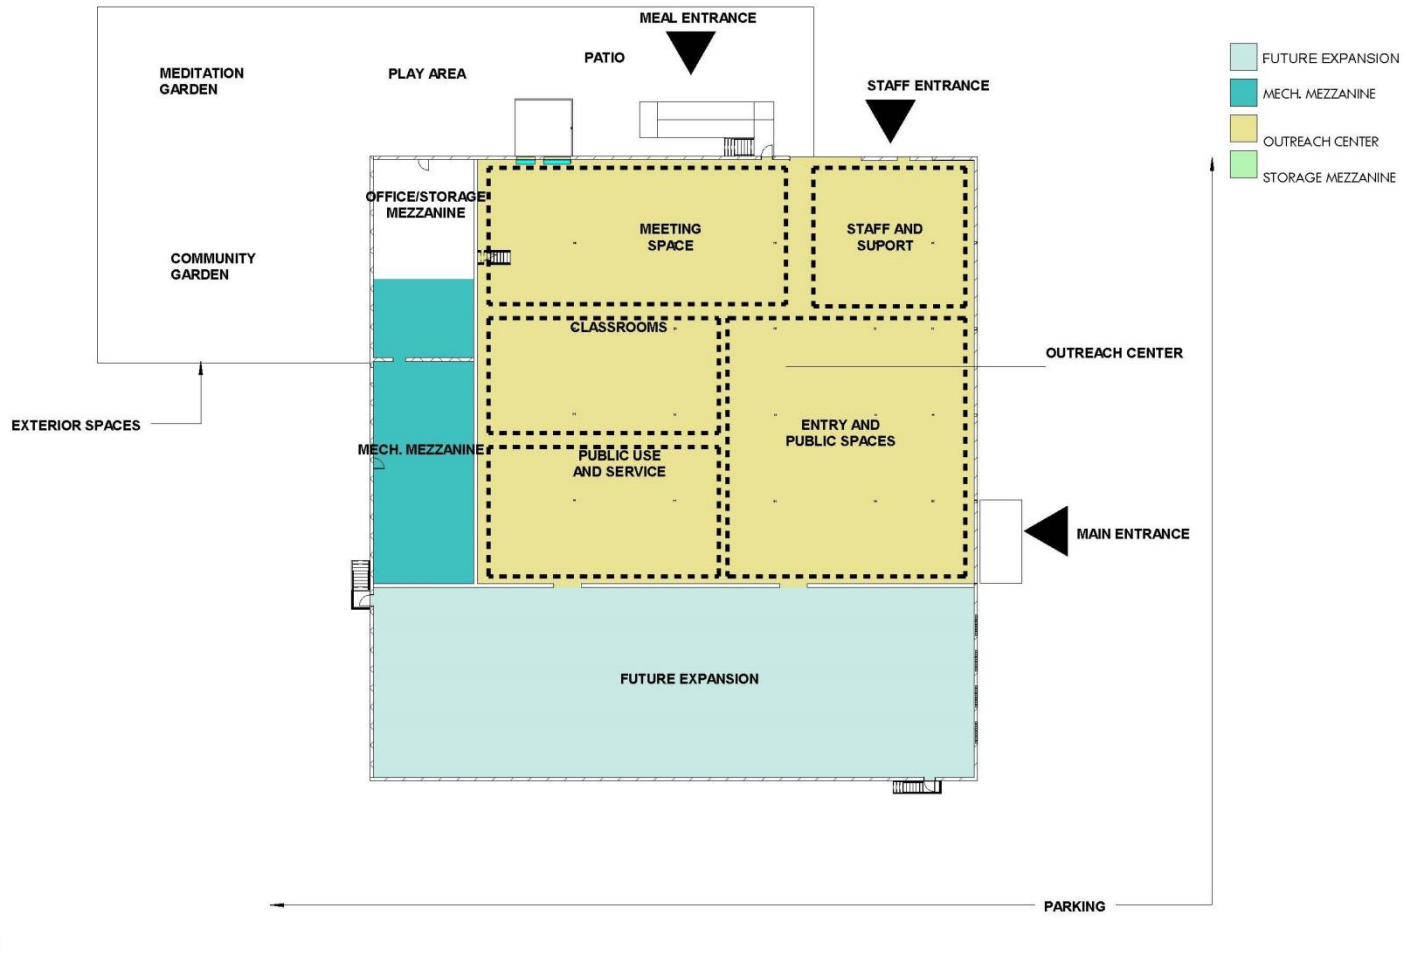 MEAL ENTRANCE
PATIO
MEDITATION
GARDEN
PLAY AREA
STAFF ENTRANCE
FUTURE EXPANSION
MECH. MEZZANINE
OUTREACH CENTER
STORAGE MEZZANINE
OFFICE/STORAGE
MEZZANINE
MEETING
SPACE
STAFF AND
SUPORT
COMMUNITY
GARDEN
CLASSROOMS
OUTREACH CENTER
EXTERIOR SPACES
ENTRY AND
PUBLIC SPACES
MECH. MEZZANINE
PUBLIC USE
AND SERVICE
MAIN ENTRANCE
FUTURE EXPANSION
PARKING